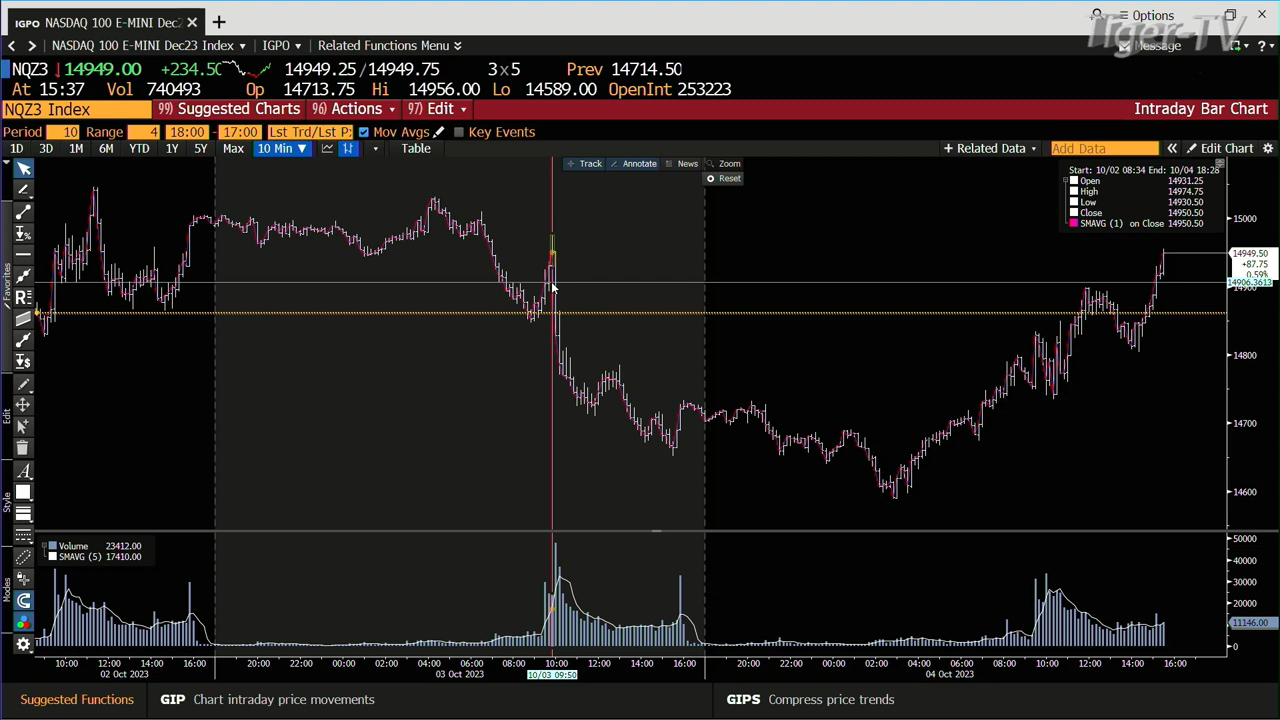 IGPO NASDAQ 100 E-MINI Dec2 × +
Options
Tiger-TV
NASDAQ 100 E-MINI Dec23 Index IGPO Related Functions Menu
Message
NQZ3 14949.00 +234.50 14949.25/14949.75 3x5 Prev 14714.50
At 15:37 Vol 740493 Op 14713.75 Hi 14956.00 Lo 14589.00 OpenInt 253223
NQZ3 Index 99) Suggested Charts 96) Actions 97) Edit Intraday Bar Chart
Period 10 Range 4 18:00 - 17:00 Lst Trd/Lst P Mov Avgs Key Events
1D 3D 1M 6M YTD 1Y 5Y Max 10 Min ▼ Table + Related Data Add Data « Edit Chart
Track Annotate News Zoom
Reset
Start: 10/02 08:34 End: 10/04 18:28
Open 14931.25
High 14974.75
Low 14930.50
Close 14950.50
SMAVG (1) on Close 14950.50
15000
14949.50
+87.75
0.59%
14906.3613
14900
14800
14700
14600
Favorites
Edit
Style
Modes
Volume 23412.00
SMAVG (5) 17410.00
50000
40000
30000
20000
11146.00
0
10:00 12:00 14:00 16:00 20:00 22:00 00:00 02:00 04:00 06:00 08:00 10:00 12:00 14:00 16:00 20:00 22:00 00:00 02:00 04:00 06:00 08:00 10:00 12:00 14:00 16:00
02 Oct 2023 03 Oct 2023 10/03 09:50 04 Oct 2023
Suggested Functions GIP Chart intraday price movements GIPS Compress price trends